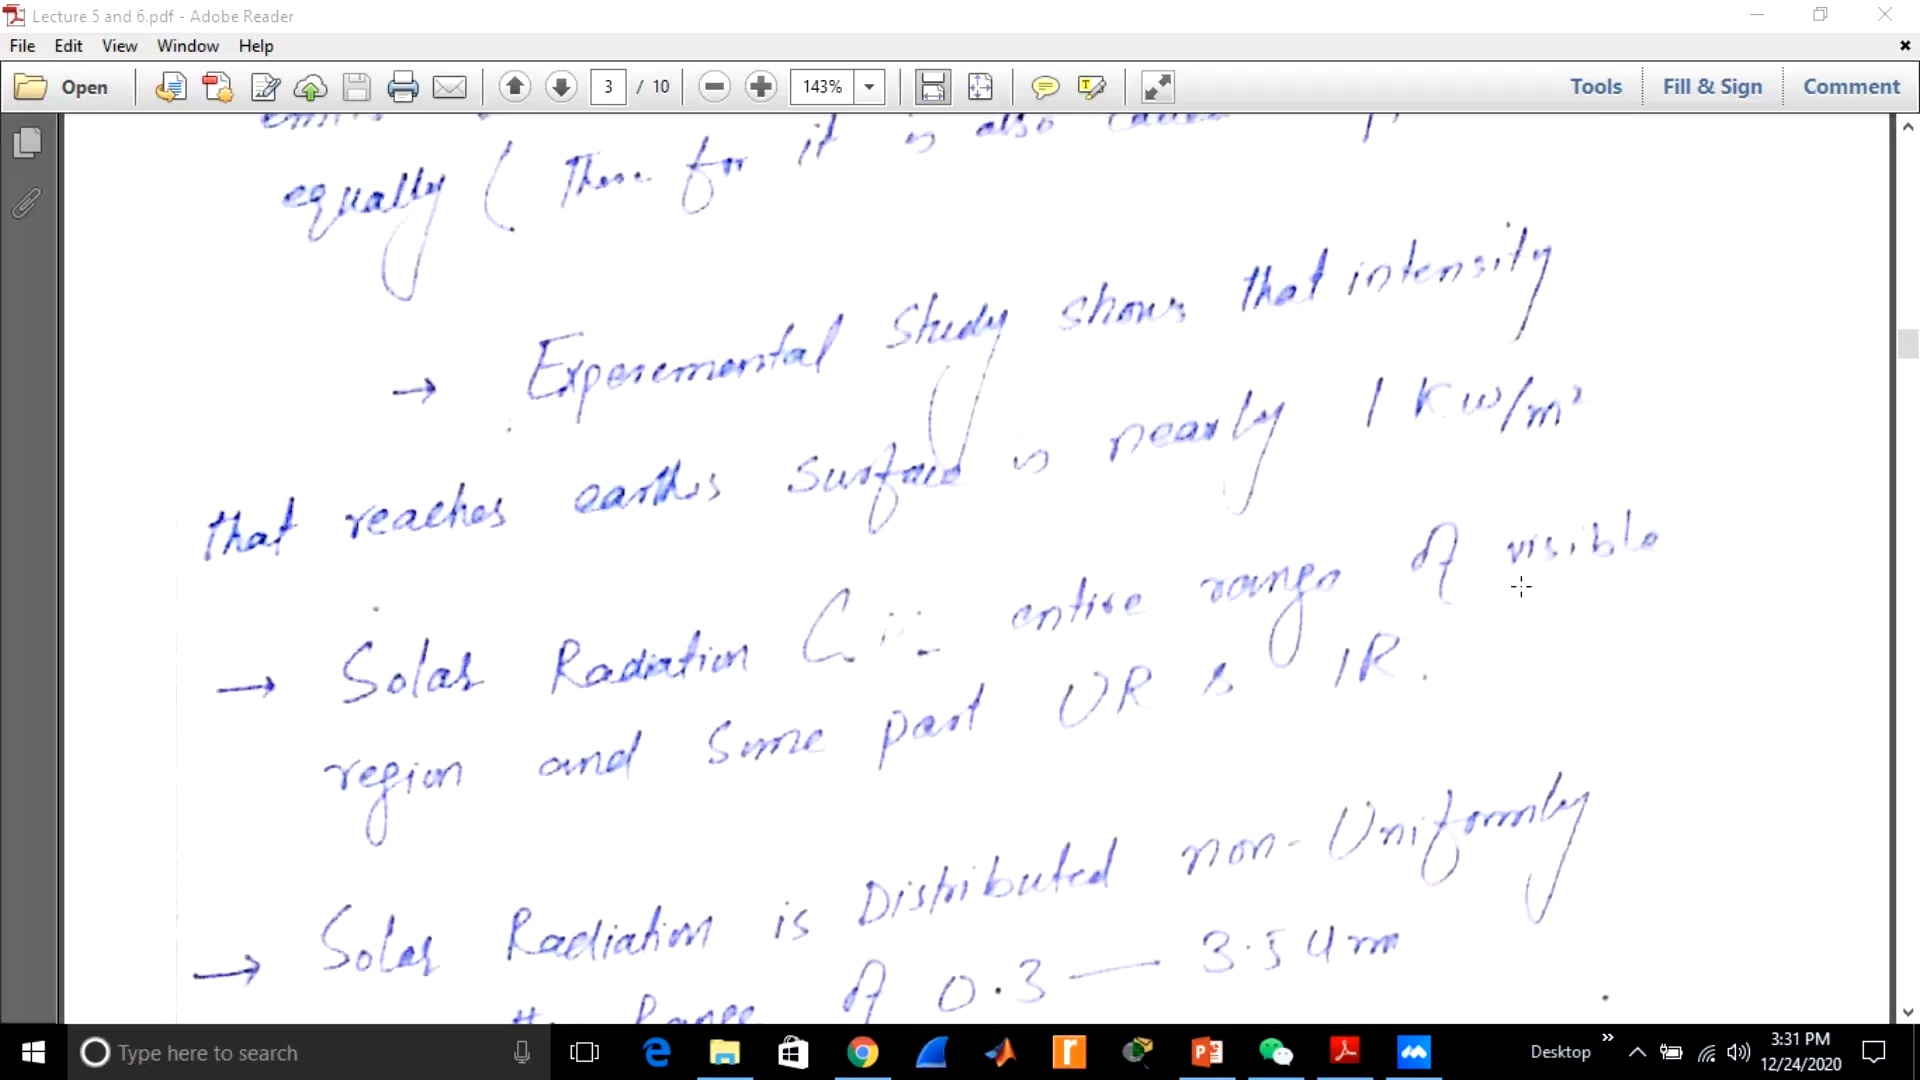 Lecture 5 and 6.pdf - Adobe Reader
File Edit View Window Help
Open 3 / 10 143% Tools Fill & Sign Comment
equally ( There for it is also
→ Experemental Study shows that intensity
that reaches earths surface is nearly 1 KW/m²
→ Solar Radiation entire range of visible
region and some part UR & IR.
→ Solar Radiation is Distributed non-Uniformly
Range of 0.3 — 3.5 um
Type here to search
Desktop
3:31 PM
12/24/2020